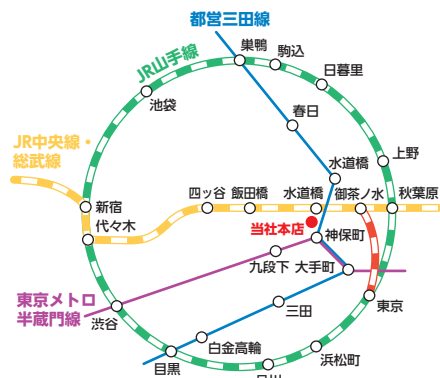 都営三田線
巣鴨
駒込
JR山手線
日暮里
池袋
春日
JR中央線・
総武線
水道橋
上野
四ッ谷
飯田橋
水道橋
御茶ノ水
秋葉原
新宿
代々木
当社本店
神保町
九段下
大手町
東京メトロ
半蔵門線
三田
東京
渋谷
白金高輪
浜松町
目黒